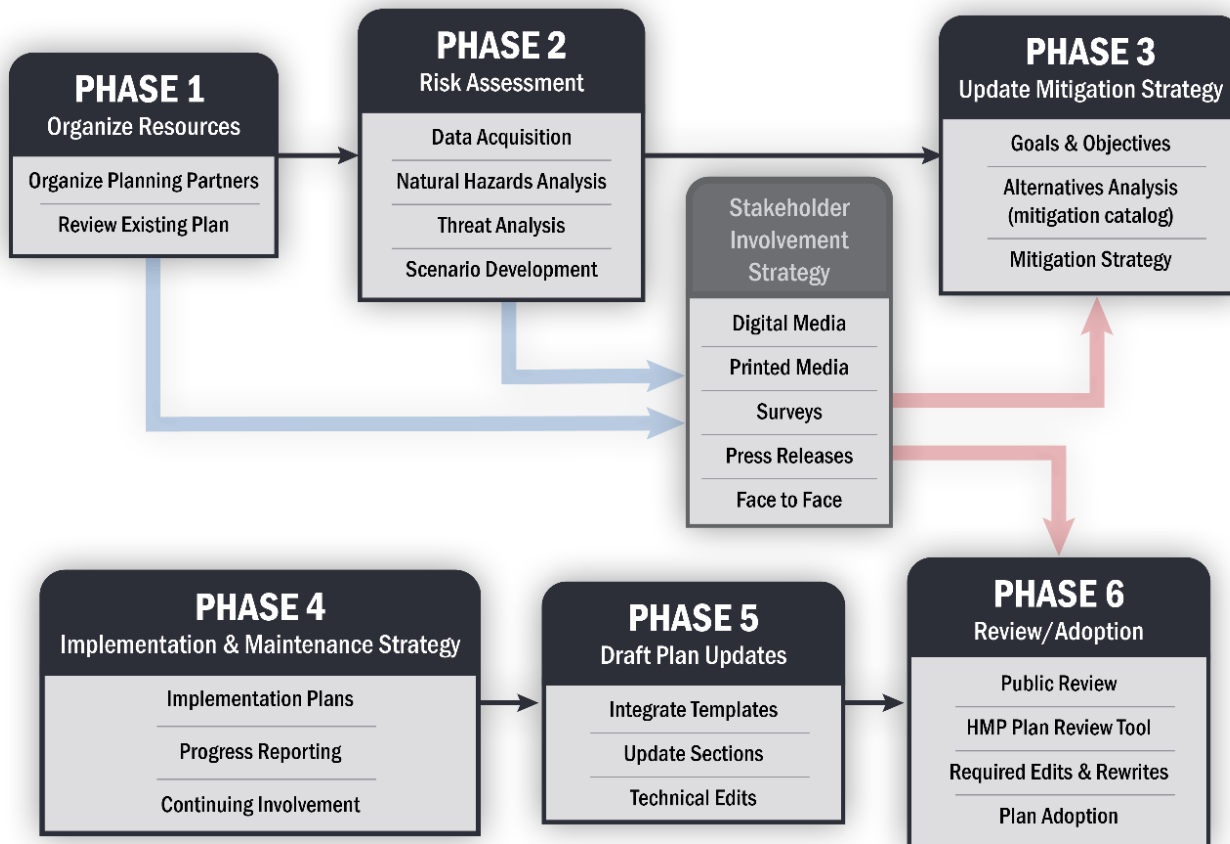 PHASE 1
Organize Resources
Organize Planning Partners
Review Existing Plan
PHASE 2
Risk Assessment
Data Acquisition
Natural Hazards Analysis
Threat Analysis
Scenario Development
PHASE 3
Update Mitigation Strategy
Goals & Objectives
Alternatives Analysis
(mitigation catalog)
Mitigation Strategy
Stakeholder
Involvement
Strategy
Digital Media
Printed Media
Surveys
Press Releases
Face to Face
PHASE 4
Implementation & Maintenance Strategy
Implementation Plans
Progress Reporting
Continuing Involvement
PHASE 5
Draft Plan Updates
Integrate Templates
Update Sections
Technical Edits
PHASE 6
Review/Adoption
Public Review
HMP Plan Review Tool
Required Edits & Rewrites
Plan Adoption